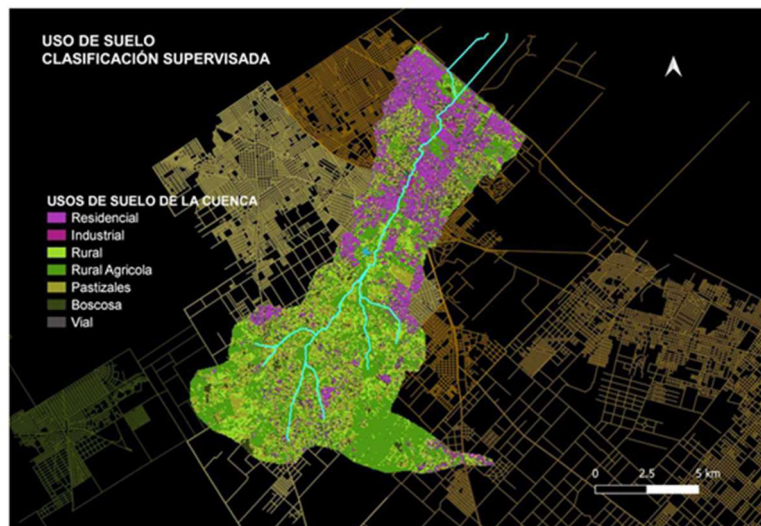 USO DE SUELO
CLASIFICACIÓN SUPERVISADA
USOS DE SUELO DE LA CUENCA
Residencial
Industrial
Rural
Rural Agricola
Pastizales
Boscosa
Vial
0 2,5 5 km